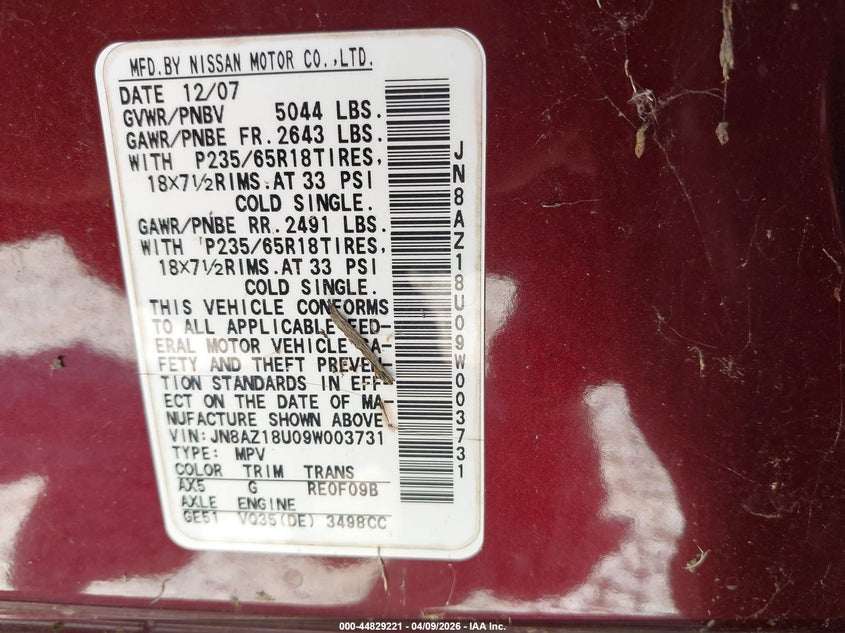 MFD.BY NISSAN MOTOR CO.,LTD.
DATE 12/07
GVWR/PNBV 5044 LBS.
GAWR/PNBE FR.2643 LBS.
WITH P235/65R18TIRES,
18×7½RIMS.AT 33 PSI
COLD SINGLE.
GAWR/PNBE RR.2491 LBS.
WITH P235/65R18TIRES,
18×7½RIMS.AT 33 PSI
COLD SINGLE.
THIS VEHICLE CONFORMS
TO ALL APPLICABLE FED-
ERAL MOTOR VEHICLE SA-
FETY AND THEFT PREVEN-
TION STANDARDS IN EFF-
ECT ON THE DATE OF MA-
NUFACTURE SHOWN ABOVE
VIN:JN8AZ18U09W003731
TYPE: MPV
COLOR TRIM TRANS
AX5 G RE0F09B
AXLE ENGINE
GE51 VQ35(DE) 3498CC
JN8AZ18U09W003731
000-44829221 - 04/09/2026 - IAA Inc.